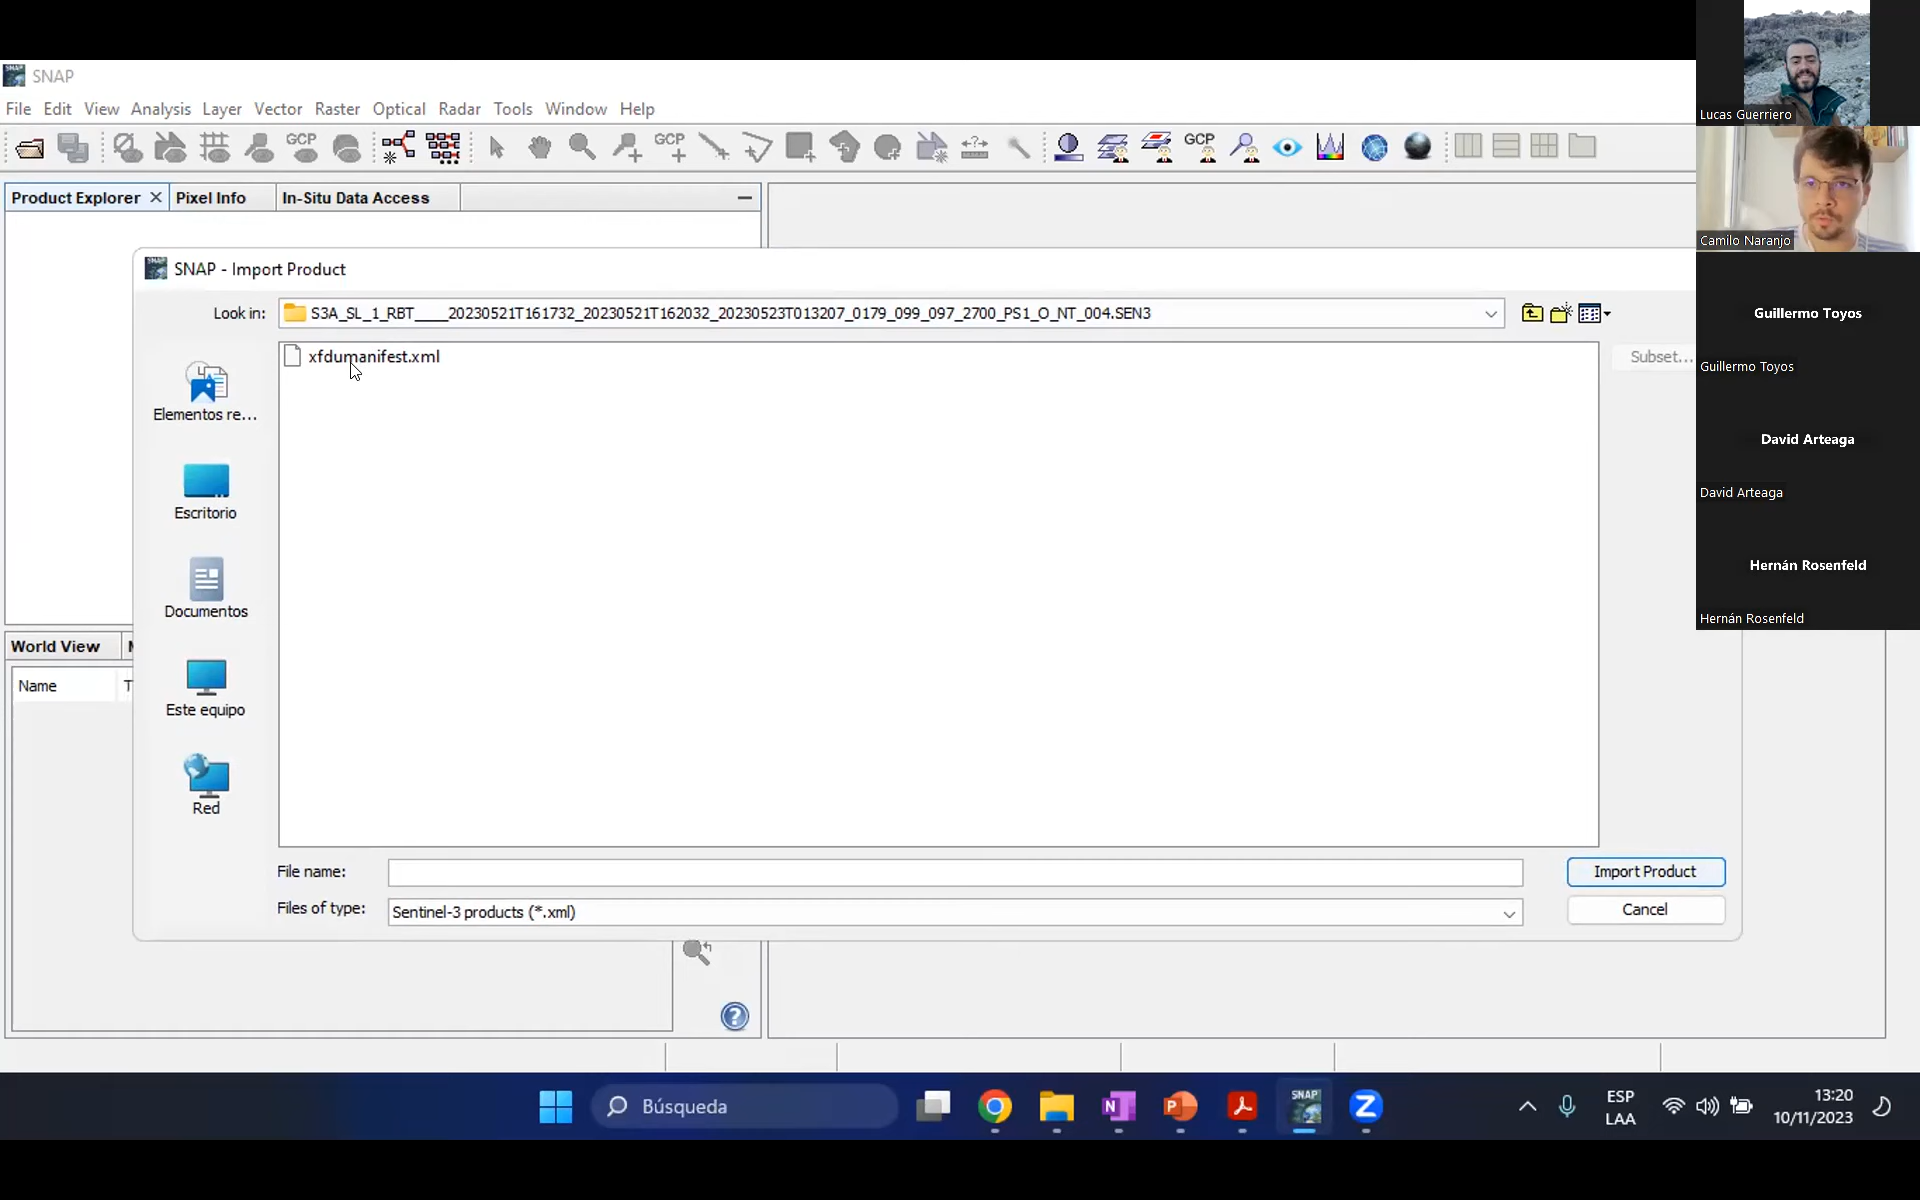 SNAP
File Edit View Analysis Layer Vector Raster Optical Radar Tools Window Help
GCP GCP GCP
Product Explorer Pixel Info In-Situ Data Access
SNAP - Import Product
Look in: S3A_SL_1_RBT____20230521T161732_20230521T162032_20230523T013207_0179_099_097_2700_PS1_O_NT_004.SEN3
xfdumanifest.xml
Subset...
Elementos re...
Escritorio
Documentos
Este equipo
Red
File name:
Import Product
Files of type: Sentinel-3 products (*.xml)
Cancel
World View
Name T
Lucas Guerriero
Camilo Naranjo
Guillermo Toyos
Guillermo Toyos
David Arteaga
David Arteaga
Hernán Rosenfeld
Hernán Rosenfeld
Búsqueda
SNAP
ESP
LAA
13:20
10/11/2023